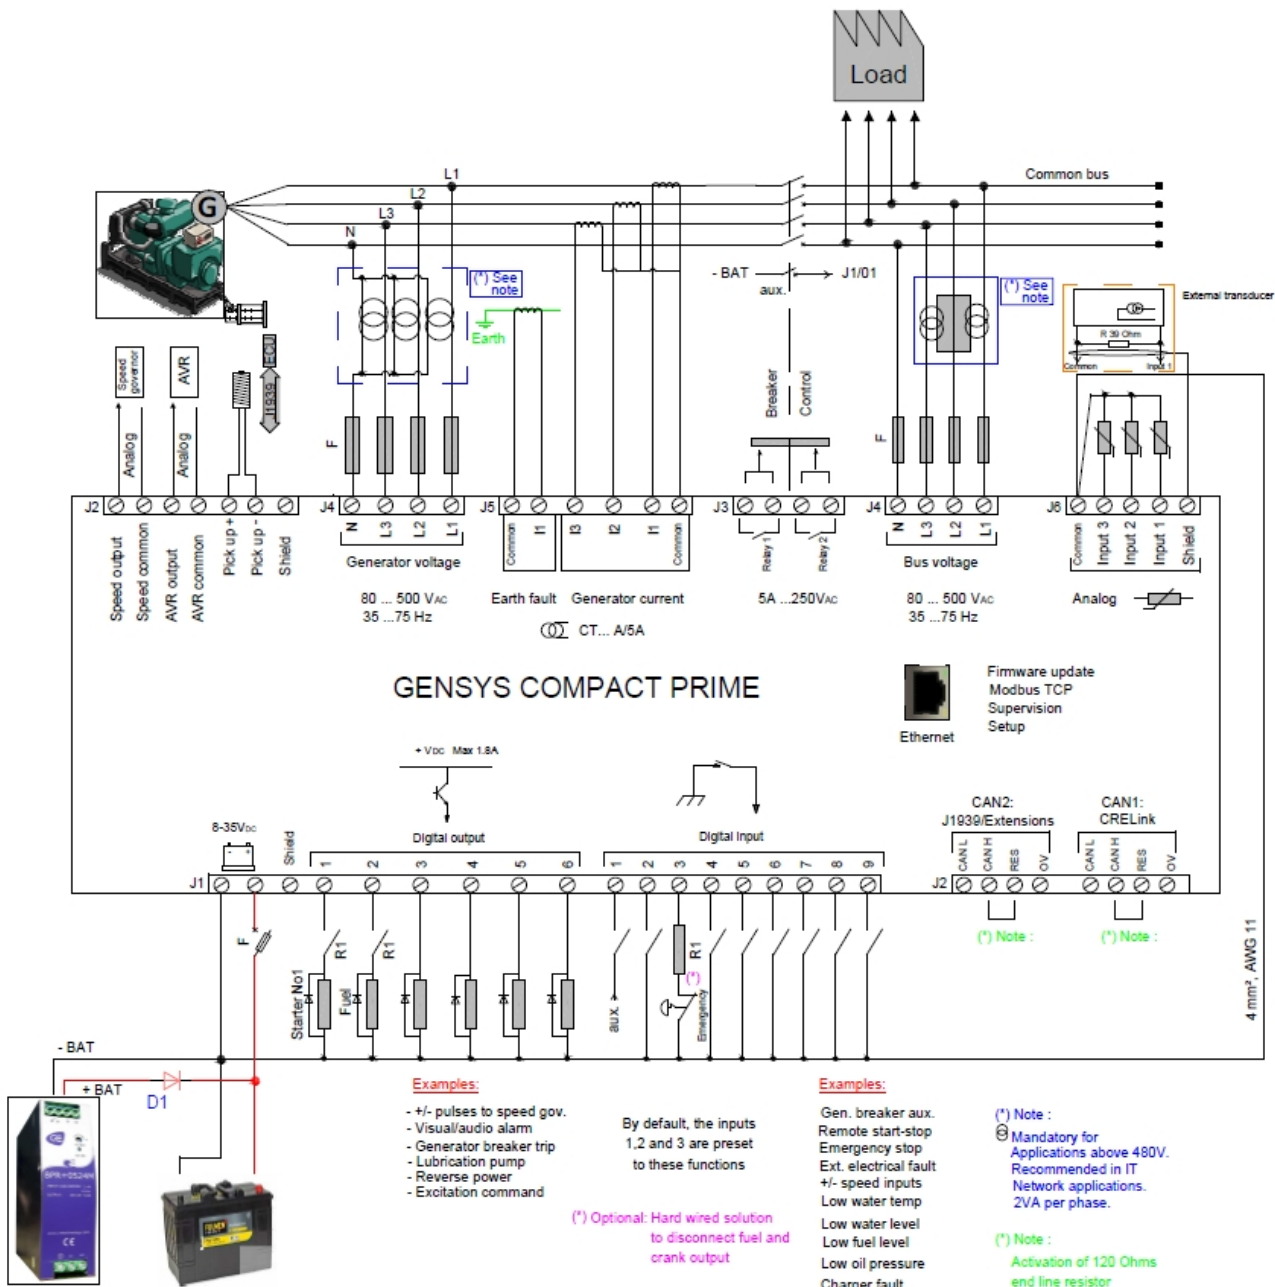 Load
L1
Common bus
L2
G
L3
N
(*) See
note
- BAT
J1/01
aux.
(*) See
note
External transducer
Earth
R 39 Ohm
Common
Input 1
ECU
J1939
Speed
governor
AVR
Analog
Analog
Breaker
Control
F
F
J2
J4
J5
J3
J4
J6
Speed output
Speed common
AVR output
AVR common
Pick up +
Pick up -
Shield
N
L3
L2
L1
Common
I1
I3
I2
I1
Common
Relay 1
Relay 2
N
L3
L2
L1
Common
Input 3
Input 2
Input 1
Shield
Generator voltage
Bus voltage
80 ... 500 VAC
35 ...75 Hz
Earth fault
Generator current
5A ...250VAC
80 ... 500 VAC
35 ...75 Hz
Analog
CT... A/5A
GENSYS COMPACT PRIME
Firmware update
Modbus TCP
Supervision
Setup
Ethernet
+ VDC Max 1.8A
8-35VDC
Shield
Digital output
Digital Input
CAN2:
J1939/Extensions
CAN1:
CRELink
- +
1 2 3 4 5 6
1 2 3 4 5 6 7 8 9
CAN L
CAN H
RES
OV
CAN L
CAN H
RES
OV
J1
J2
(*) Note :
(*) Note :
F
R1
R1
R1
(*)
Starter No1
Fuel
aux.
Emergency
4 mm², AWG 11
- BAT
+ BAT
D1
Examples:
- +/- pulses to speed gov.
- Visual/audio alarm
- Generator breaker trip
- Lubrication pump
- Reverse power
- Excitation command
By default, the inputs
1,2 and 3 are preset
to these functions
(*) Optional: Hard wired solution
to disconnect fuel and
crank output
Examples:
Gen. breaker aux.
Remote start-stop
Emergency stop
Ext. electrical fault
+/- speed inputs
Low water temp
Low water level
Low fuel level
Low oil pressure
Charger fault
(*) Note :
Mandatory for
Applications above 480V.
Recommended in IT
Network applications.
2VA per phase.
(*) Note :
Activation of 120 Ohms
end line resistor
CE